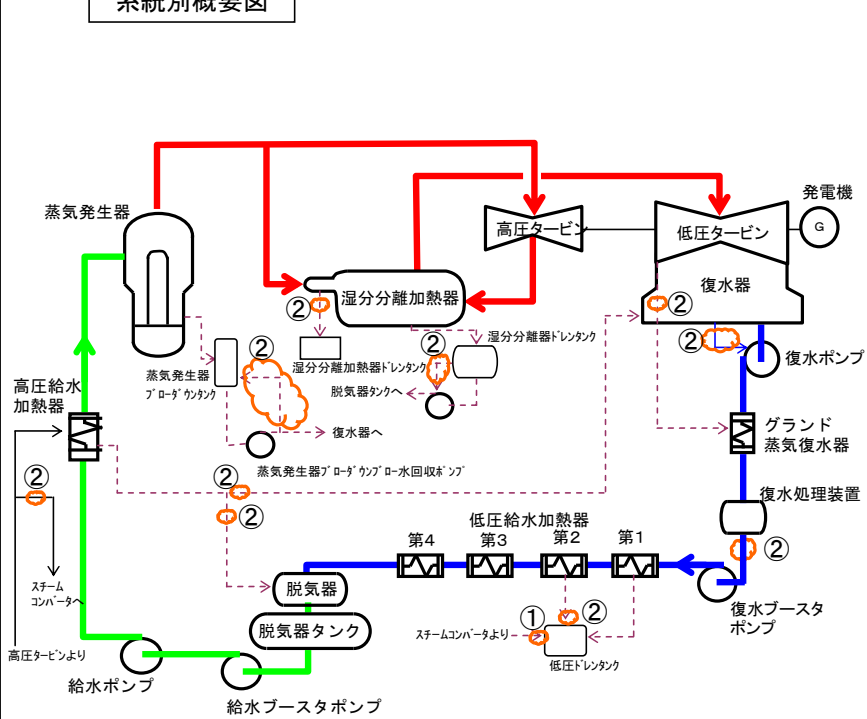 系統別概要図
発電機
G
蒸気発生器
高圧タービン
低圧タービン
復水器
湿分分離加熱器
②
②
②
湿分分離器ドレンタンク
復水ポンプ
②
②
湿分分離加熱器ドレンタンク
蒸気発生器
ブローダウンタンク
脱気器タンクへ
高圧給水
加熱器
グランド
蒸気復水器
復水器へ
蒸気発生器ブローダウンブロー水回収ポンプ
②
②
②
復水処理装置
②
低圧給水加熱器
第4
第3
第2
第1
スチーム
コンバータへ
脱気器
復水ブースタ
ポンプ
①
②
スチームコンバータより
脱気器タンク
低圧ドレンタンク
高圧タービンより
給水ポンプ
給水ブースタポンプ